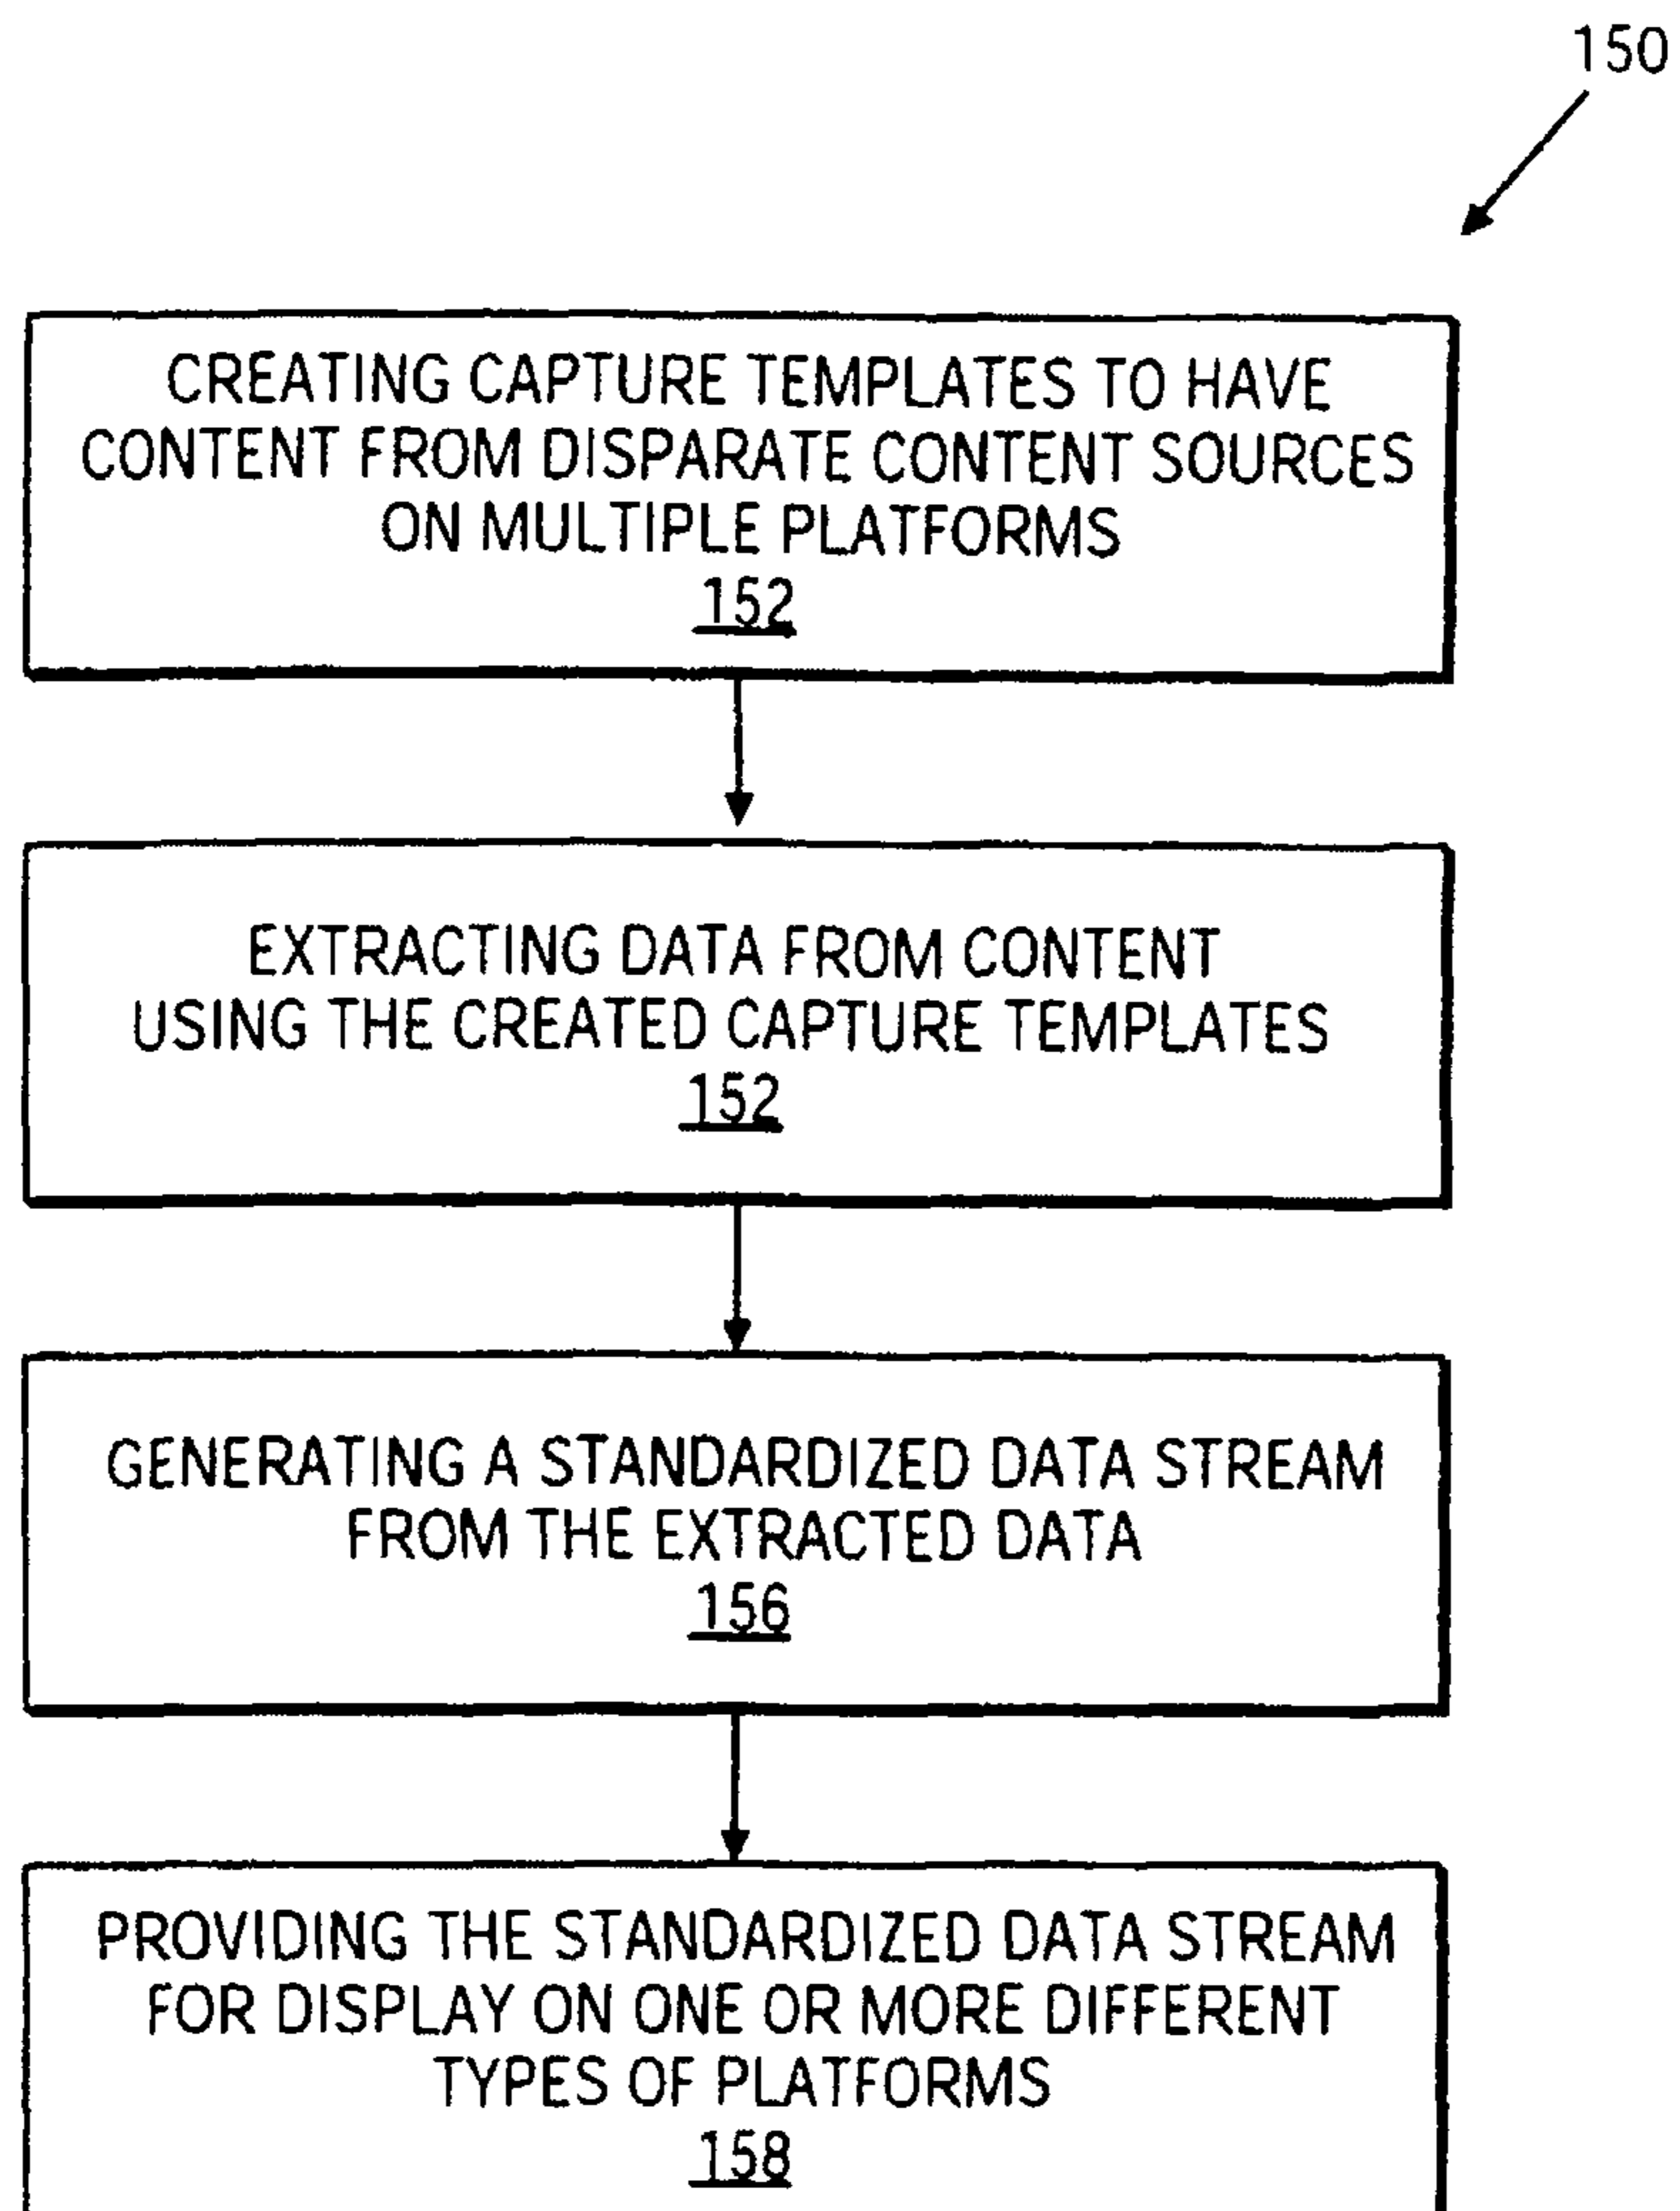 150
CREATING CAPTURE TEMPLATES TO HAVE
CONTENT FROM DISPARATE CONTENT SOURCES
ON MULTIPLE PLATFORMS
152
EXTRACTING DATA FROM CONTENT
USING THE CREATED CAPTURE TEMPLATES
152
GENERATING A STANDARDIZED DATA STREAM
FROM THE EXTRACTED DATA
156
PROVIDING THE STANDARDIZED DATA STREAM
FOR DISPLAY ON ONE OR MORE DIFFERENT
TYPES OF PLATFORMS
158